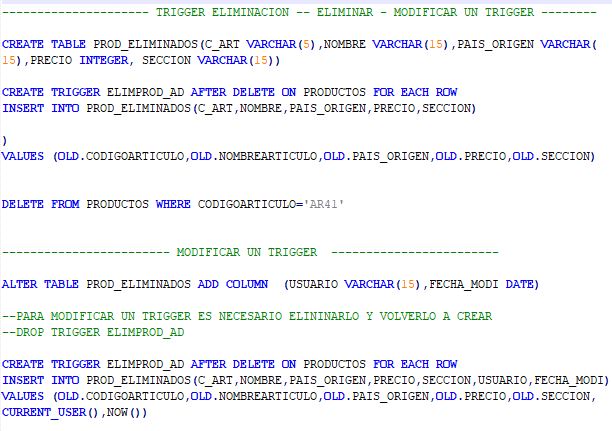 --------------------- TRIGGER ELIMINACION -- ELIMINAR - MODIFICAR UN TRIGGER --------
CREATE TABLE PROD_ELIMINADOS(C_ART VARCHAR(5),NOMBRE VARCHAR(15),PAIS_ORIGEN VARCHAR(
15),PRECIO INTEGER, SECCION VARCHAR(15))
CREATE TRIGGER ELIMPROD_AD AFTER DELETE ON PRODUCTOS FOR EACH ROW
INSERT INTO PROD_ELIMINADOS(C_ART,NOMBRE,PAIS_ORIGEN,PRECIO,SECCION)
)
VALUES (OLD.CODIGOARTICULO,OLD.NOMBREARTICULO,OLD.PAIS_ORIGEN,OLD.PRECIO,OLD.SECCION)
DELETE FROM PRODUCTOS WHERE CODIGOARTICULO='AR41'
------------------------ MODIFICAR UN TRIGGER  ------------------------
ALTER TABLE PROD_ELIMINADOS ADD COLUMN  (USUARIO VARCHAR(15),FECHA_MODI DATE)
--PARA MODIFICAR UN TRIGGER ES NECESARIO ELININARLO Y VOLVERLO A CREAR
--DROP TRIGGER ELIMPROD_AD
CREATE TRIGGER ELIMPROD_AD AFTER DELETE ON PRODUCTOS FOR EACH ROW
INSERT INTO PROD_ELIMINADOS(C_ART,NOMBRE,PAIS_ORIGEN,PRECIO,SECCION,USUARIO,FECHA_MODI)
VALUES (OLD.CODIGOARTICULO,OLD.NOMBREARTICULO,OLD.PAIS_ORIGEN,OLD.PRECIO,OLD.SECCION,
CURRENT_USER(),NOW())